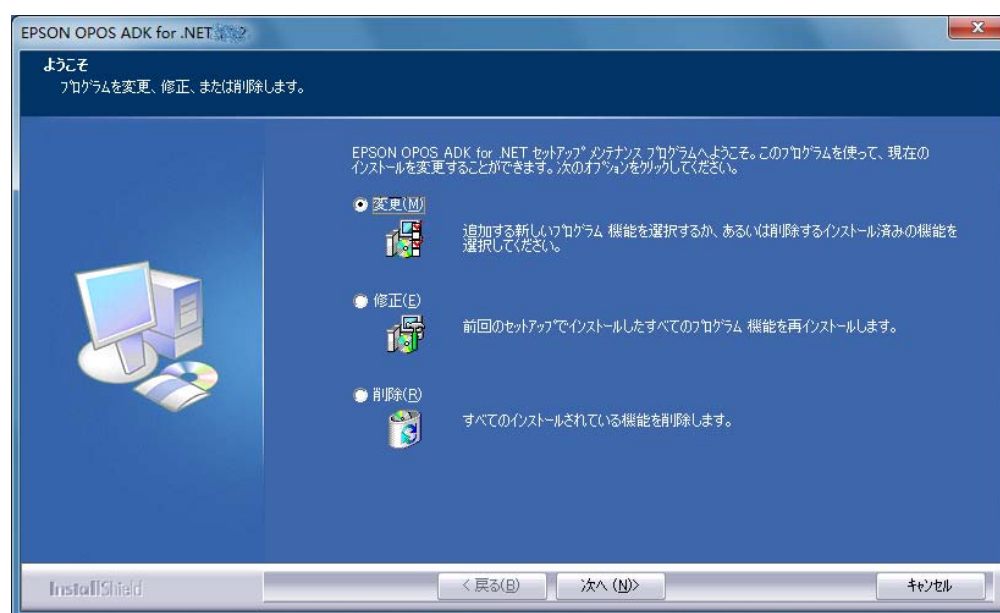 EPSON OPOS ADK for .NET
ようこそ
プログラムを変更、修正、または削除します。
EPSON OPOS ADK for .NET セットアップ メンテナンス プログラムへようこそ。このプログラムを使って、現在の
インストールを変更することができます。次のオプションをクリックしてください。
変更(M)
追加する新しいプログラム 機能を選択するか、あるいは削除するインストール済みの機能を
選択してください。
修正(E)
前回のセットアップでインストールしたすべてのプログラム 機能を再インストールします。
削除(R)
すべてのインストールされている機能を削除します。
InstallShield
< 戻る(B)
次へ (N)>
キャンセル